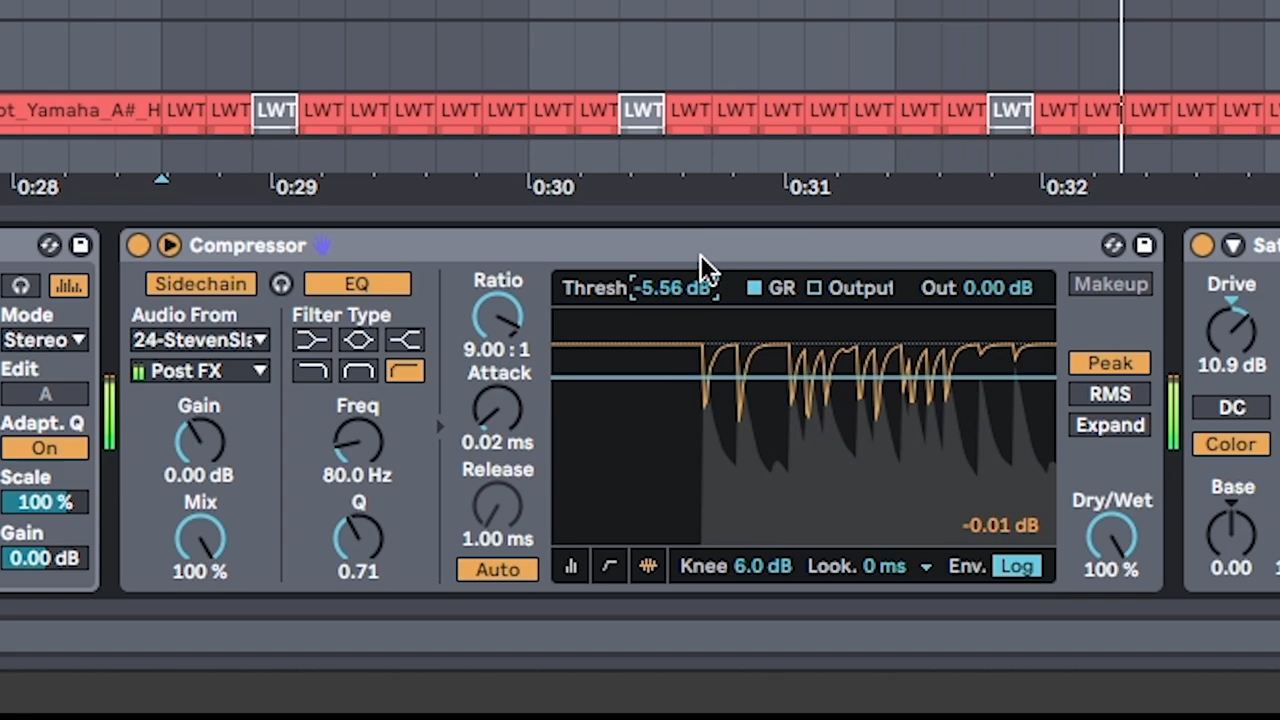 ot_Yamaha_A#_H LWT LWT LWT LWT LWT LWT LWT LWT LWT LWT LWT LWT LWT LWT LWT LWT LWT LWT LWT LWT LWT LWT LWT LWT
0:28 0:29 0:30 0:31 0:32
Compressor
Sat
Sidechain EQ
Ratio
Thresh -5.56 dB GR Output Out 0.00 dB
Makeup
Drive
Mode
Audio From Filter Type
Stereo
24-StevenSla
9.00 : 1
Edit
Post FX
Attack
Peak
10.9 dB
A
RMS
DC
Gain Freq
Adapt. Q
Expand
On
0.02 ms
Color
Scale
0.00 dB 80.0 Hz
Release
100 %
Mix Q
Dry/Wet
Base
Gain
-0.01 dB
0.00 dB
1.00 ms
100 % 0.71
Auto
Knee 6.0 dB Look. 0 ms Env. Log
100 %
0.00